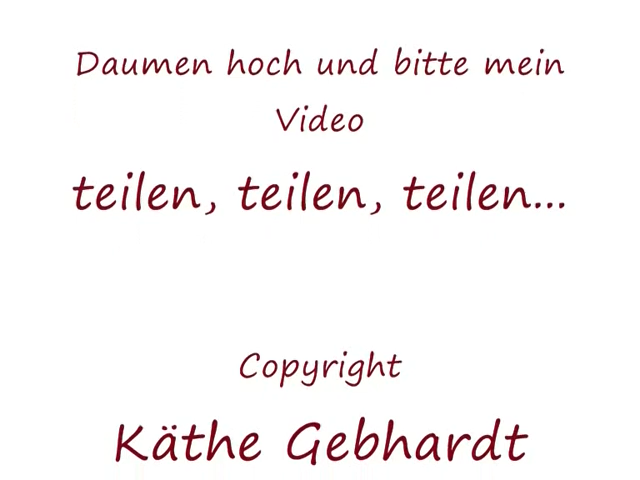 Daumen hoch und bitte mein
Video
teilen, teilen, teilen...
Copyright
Käthe Gebhardt